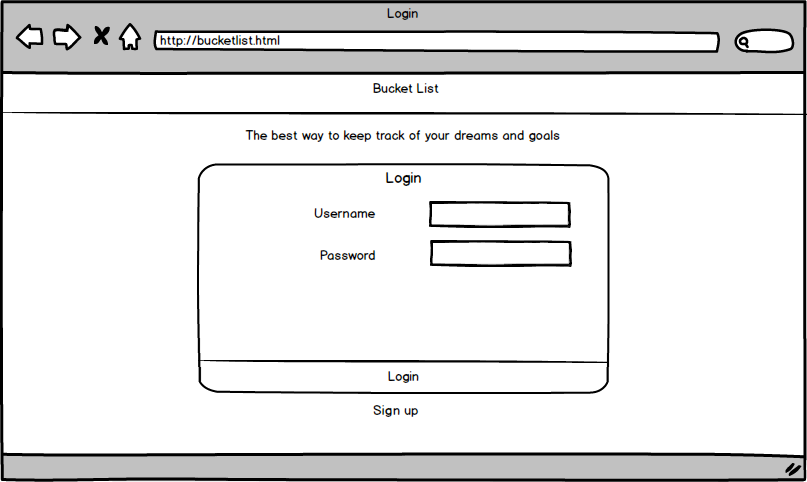 Login
http://bucketlist.html
Bucket List
The best way to keep track of your dreams and goals
Login
Username
Password
Login
Sign up